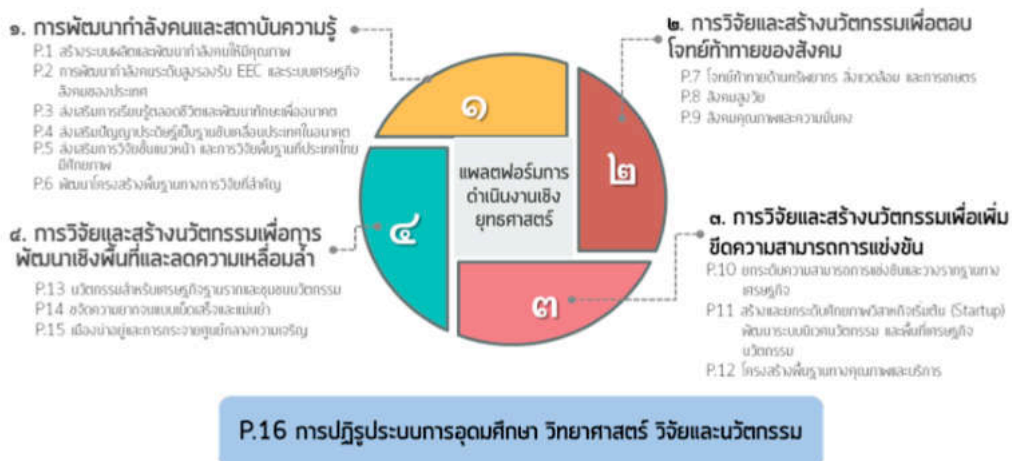 ๑. การพัฒนากำลังคนและสถาบันความรู้
P.1 สร้างระบบผลิตและพัฒนากำลังคนให้มีคุณภาพ
P.2 การพัฒนากำลังคนระดับสูงรองรับ EEC และระบบเศรษฐกิจ
สังคมของประเทศ
P.3 ส่งเสริมการเรียนรู้ตลอดชีวิตและพัฒนาทักษะเพื่ออนาคต
P.4 ส่งเสริมปัญญาประดิษฐ์เป็นฐานขับเคลื่อนประเทศในอนาคต
P.5 ส่งเสริมการวิจัยขั้นแนวหน้า และการวิจัยพื้นฐานที่ประเทศไทย
มีศักยภาพ
P.6 พัฒนาโครงสร้างพื้นฐานทางการวิจัยที่สำคัญ
๒. การวิจัยและสร้างนวัตกรรมเพื่อตอบ
โจทย์ท้าทายของสังคม
P.7 โจทย์ท้าทายด้านทรัพยากร สิ่งแวดล้อม และการเกษตร
P.8 สังคมสูงวัย
P.9 สังคมคุณภาพและความมั่นคง
๑
๒
๓
๔
แพลตฟอร์มการ
ดำเนินงานเชิง
ยุทธศาสตร์
๓. การวิจัยและสร้างนวัตกรรมเพื่อเพิ่ม
ขีดความสามารถการแข่งขัน
P.10 ยกระดับความสามารถการแข่งขันและวางรากฐานทาง
เศรษฐกิจ
P.11 สร้างและยกระดับศักยภาพวิสาหกิจเริ่มต้น (Startup)
พัฒนาระบบนิเวศนวัตกรรม และพื้นที่เศรษฐกิจ
นวัตกรรม
P.12 โครงสร้างพื้นฐานทางคุณภาพและบริการ
๔. การวิจัยและสร้างนวัตกรรมเพื่อการ
พัฒนาเชิงพื้นที่และลดความเหลื่อมล้ำ
P.13 นวัตกรรมสำหรับเศรษฐกิจฐานรากและชุมชนนวัตกรรม
P.14 ขจัดความยากจนแบบเบ็ดเสร็จและแม่นยำ
P.15 เมืองน่าอยู่และการกระจายศูนย์กลางความเจริญ
P.16 การปฏิรูประบบการอุดมศึกษา วิทยาศาสตร์ วิจัยและนวัตกรรม